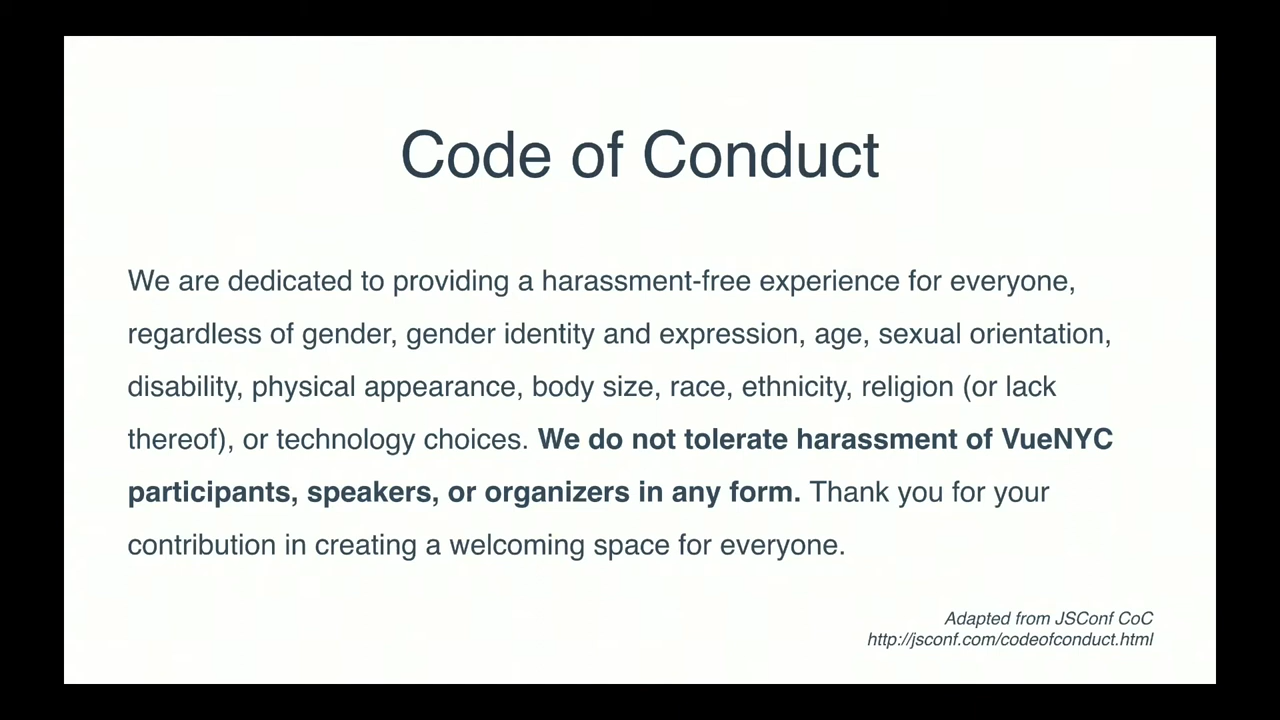 Code of Conduct
We are dedicated to providing a harassment-free experience for everyone,
regardless of gender, gender identity and expression, age, sexual orientation,
disability, physical appearance, body size, race, ethnicity, religion (or lack
thereof), or technology choices. We do not tolerate harassment of VueNYC
participants, speakers, or organizers in any form. Thank you for your
contribution in creating a welcoming space for everyone.
Adapted from JSConf CoC
http://jsconf.com/codeofconduct.html